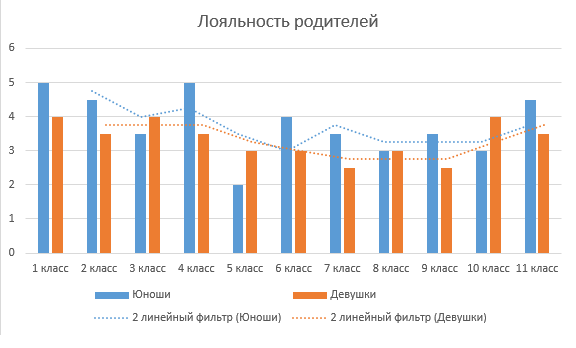 Лояльность родителей
6
5
4
3
2
1
0
1 класс 2 класс 3 класс 4 класс 5 класс 6 класс 7 класс 8 класс 9 класс 10 класс 11 класс
Юноши Девушки
2 линейный фильтр (Юноши) 2 линейный фильтр (Девушки)